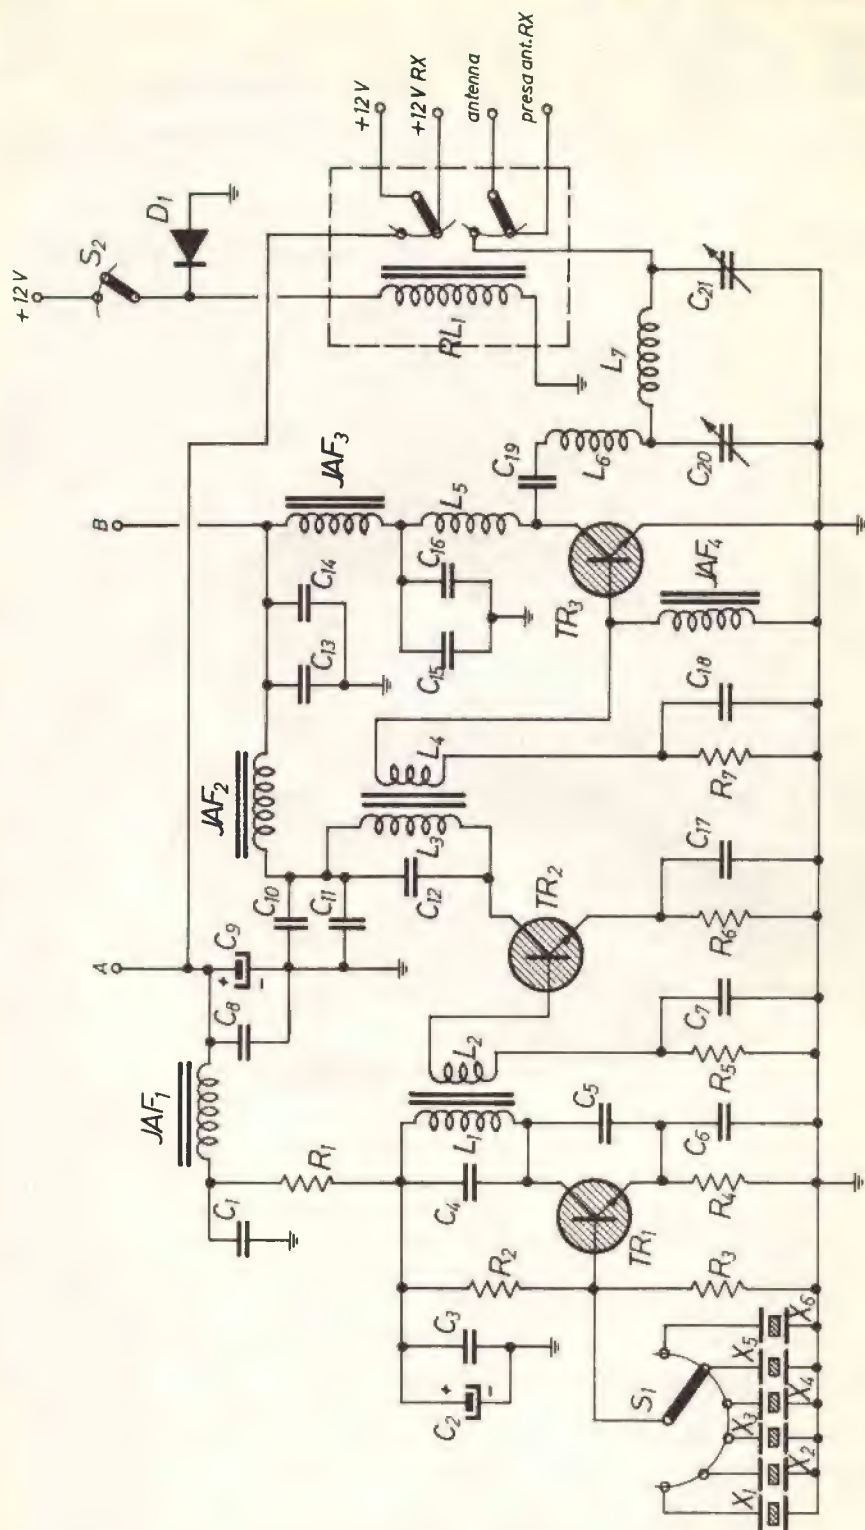 +12V
S2
D1
+12V
+12V RX
antenna
presa ant.RX
RL1
A
B
JAF1
C1
R1
C8
C9
+
-
C10
C11
JAF2
C13
C14
JAF3
C15
C16
L5
C19
L6
L7
C20
C21
C2
+
-
C3
R2
C4
L1
L2
C5
TR1
L3
L4
C12
TR2
TR3
JAF4
S1
R3
R4
C6
R5
C7
R6
C17
R7
C18
X1
X2
X3
X4
X5
X6